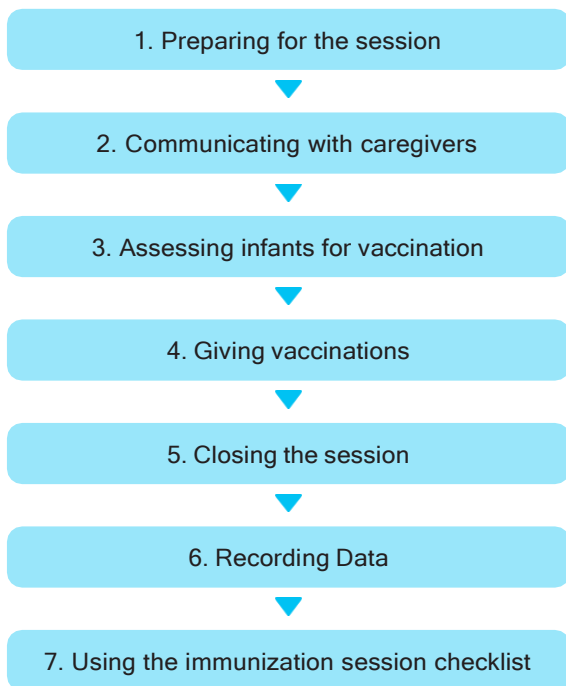 1. Preparing for the session
2. Communicating with caregivers
3. Assessing infants for vaccination
4. Giving vaccinations
5. Closing the session
6. Recording Data
7. Using the immunization session checklist